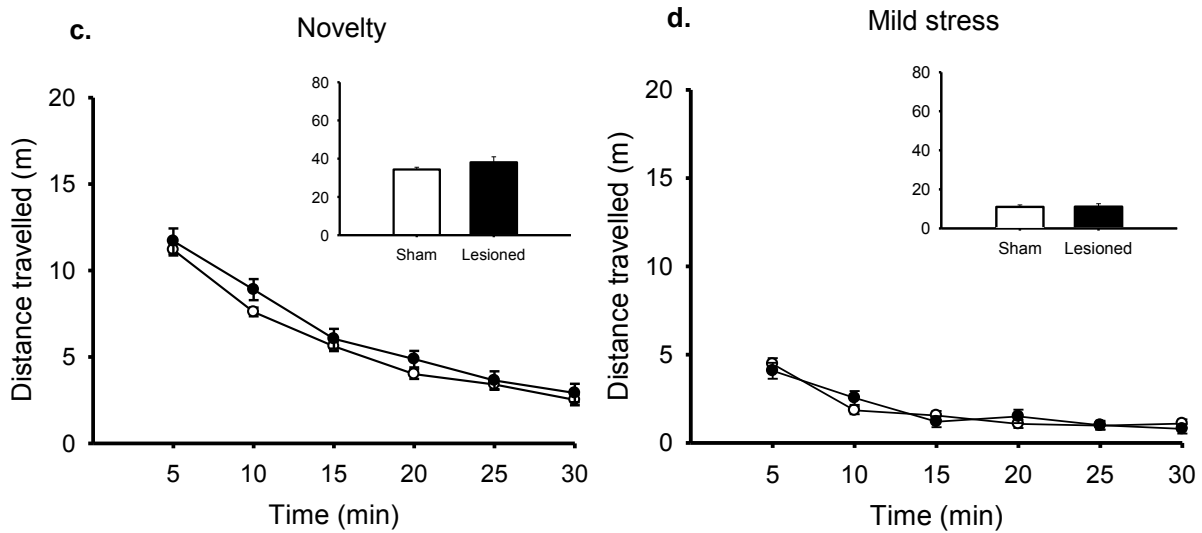 c.
Novelty
Distance travelled (m)
20
15
10
5
0
5 10 15 20 25 30
Time (min)
80
60
40
20
0
Sham Lesioned
d.
Mild stress
Distance travelled (m)
20
15
10
5
0
5 10 15 20 25 30
Time (min)
80
60
40
20
0
Sham Lesioned